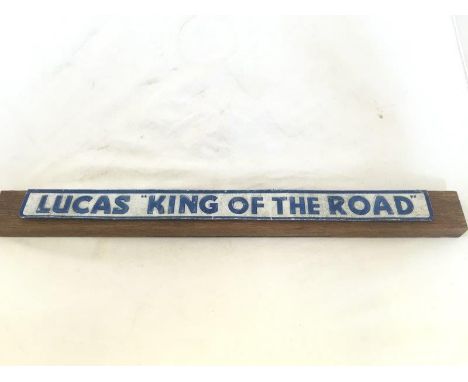 LUCAS "KING OF THE ROAD"